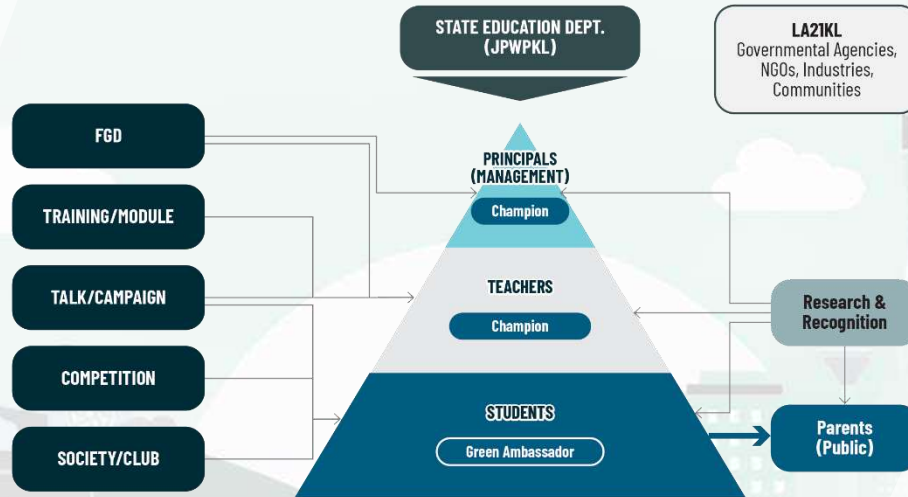 STATE EDUCATION DEPT.
(JPWPKL)
LA21KL
Governmental Agencies,
NGOs, Industries,
Communities
FGD
TRAINING/MODULE
TALK/CAMPAIGN
COMPETITION
SOCIETY/CLUB
PRINCIPALS
(MANAGEMENT)
Champion
TEACHERS
Champion
STUDENTS
Green Ambassador
Research &
Recognition
Parents
(Public)